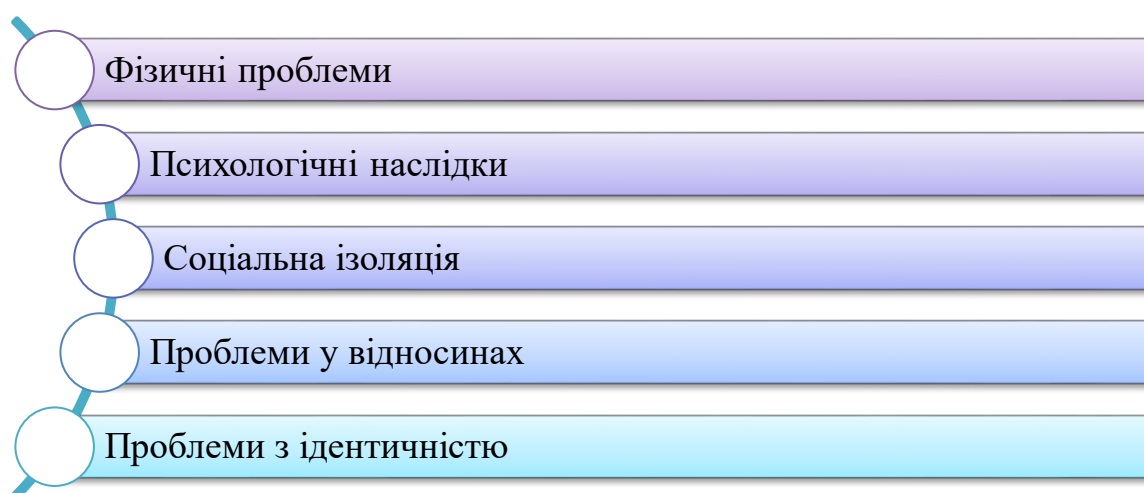 Фізичні проблеми
Психологічні наслідки
Соціальна ізоляція
Проблеми у відносинах
Проблеми з ідентичністю